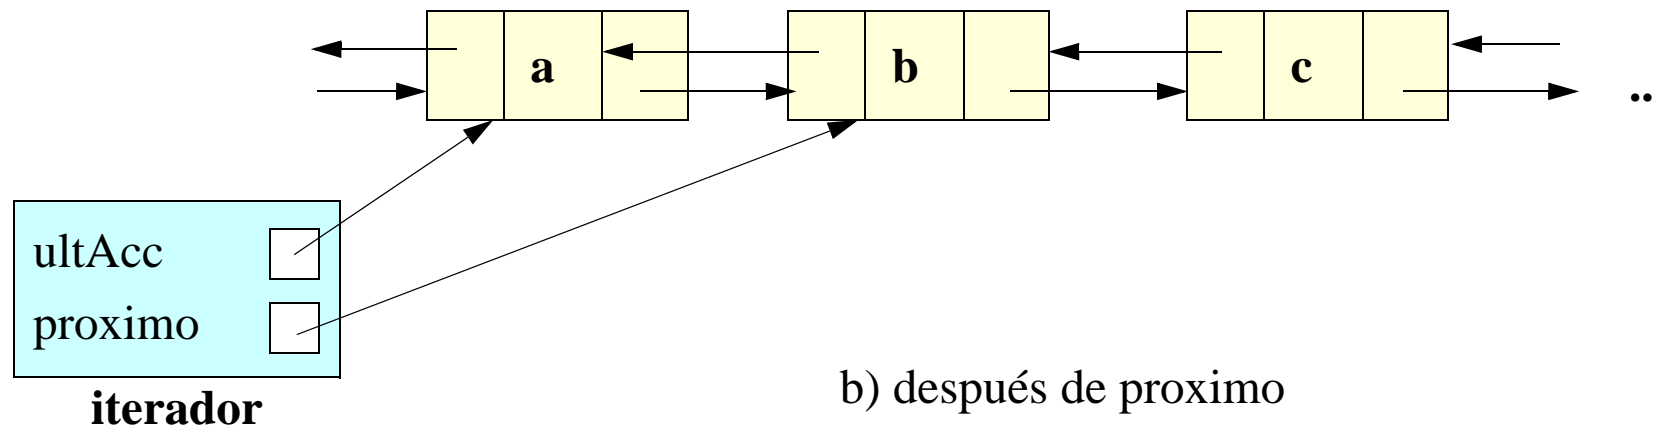 a
b
c
..
ultAcc
proximo
iterador
b) después de proximo